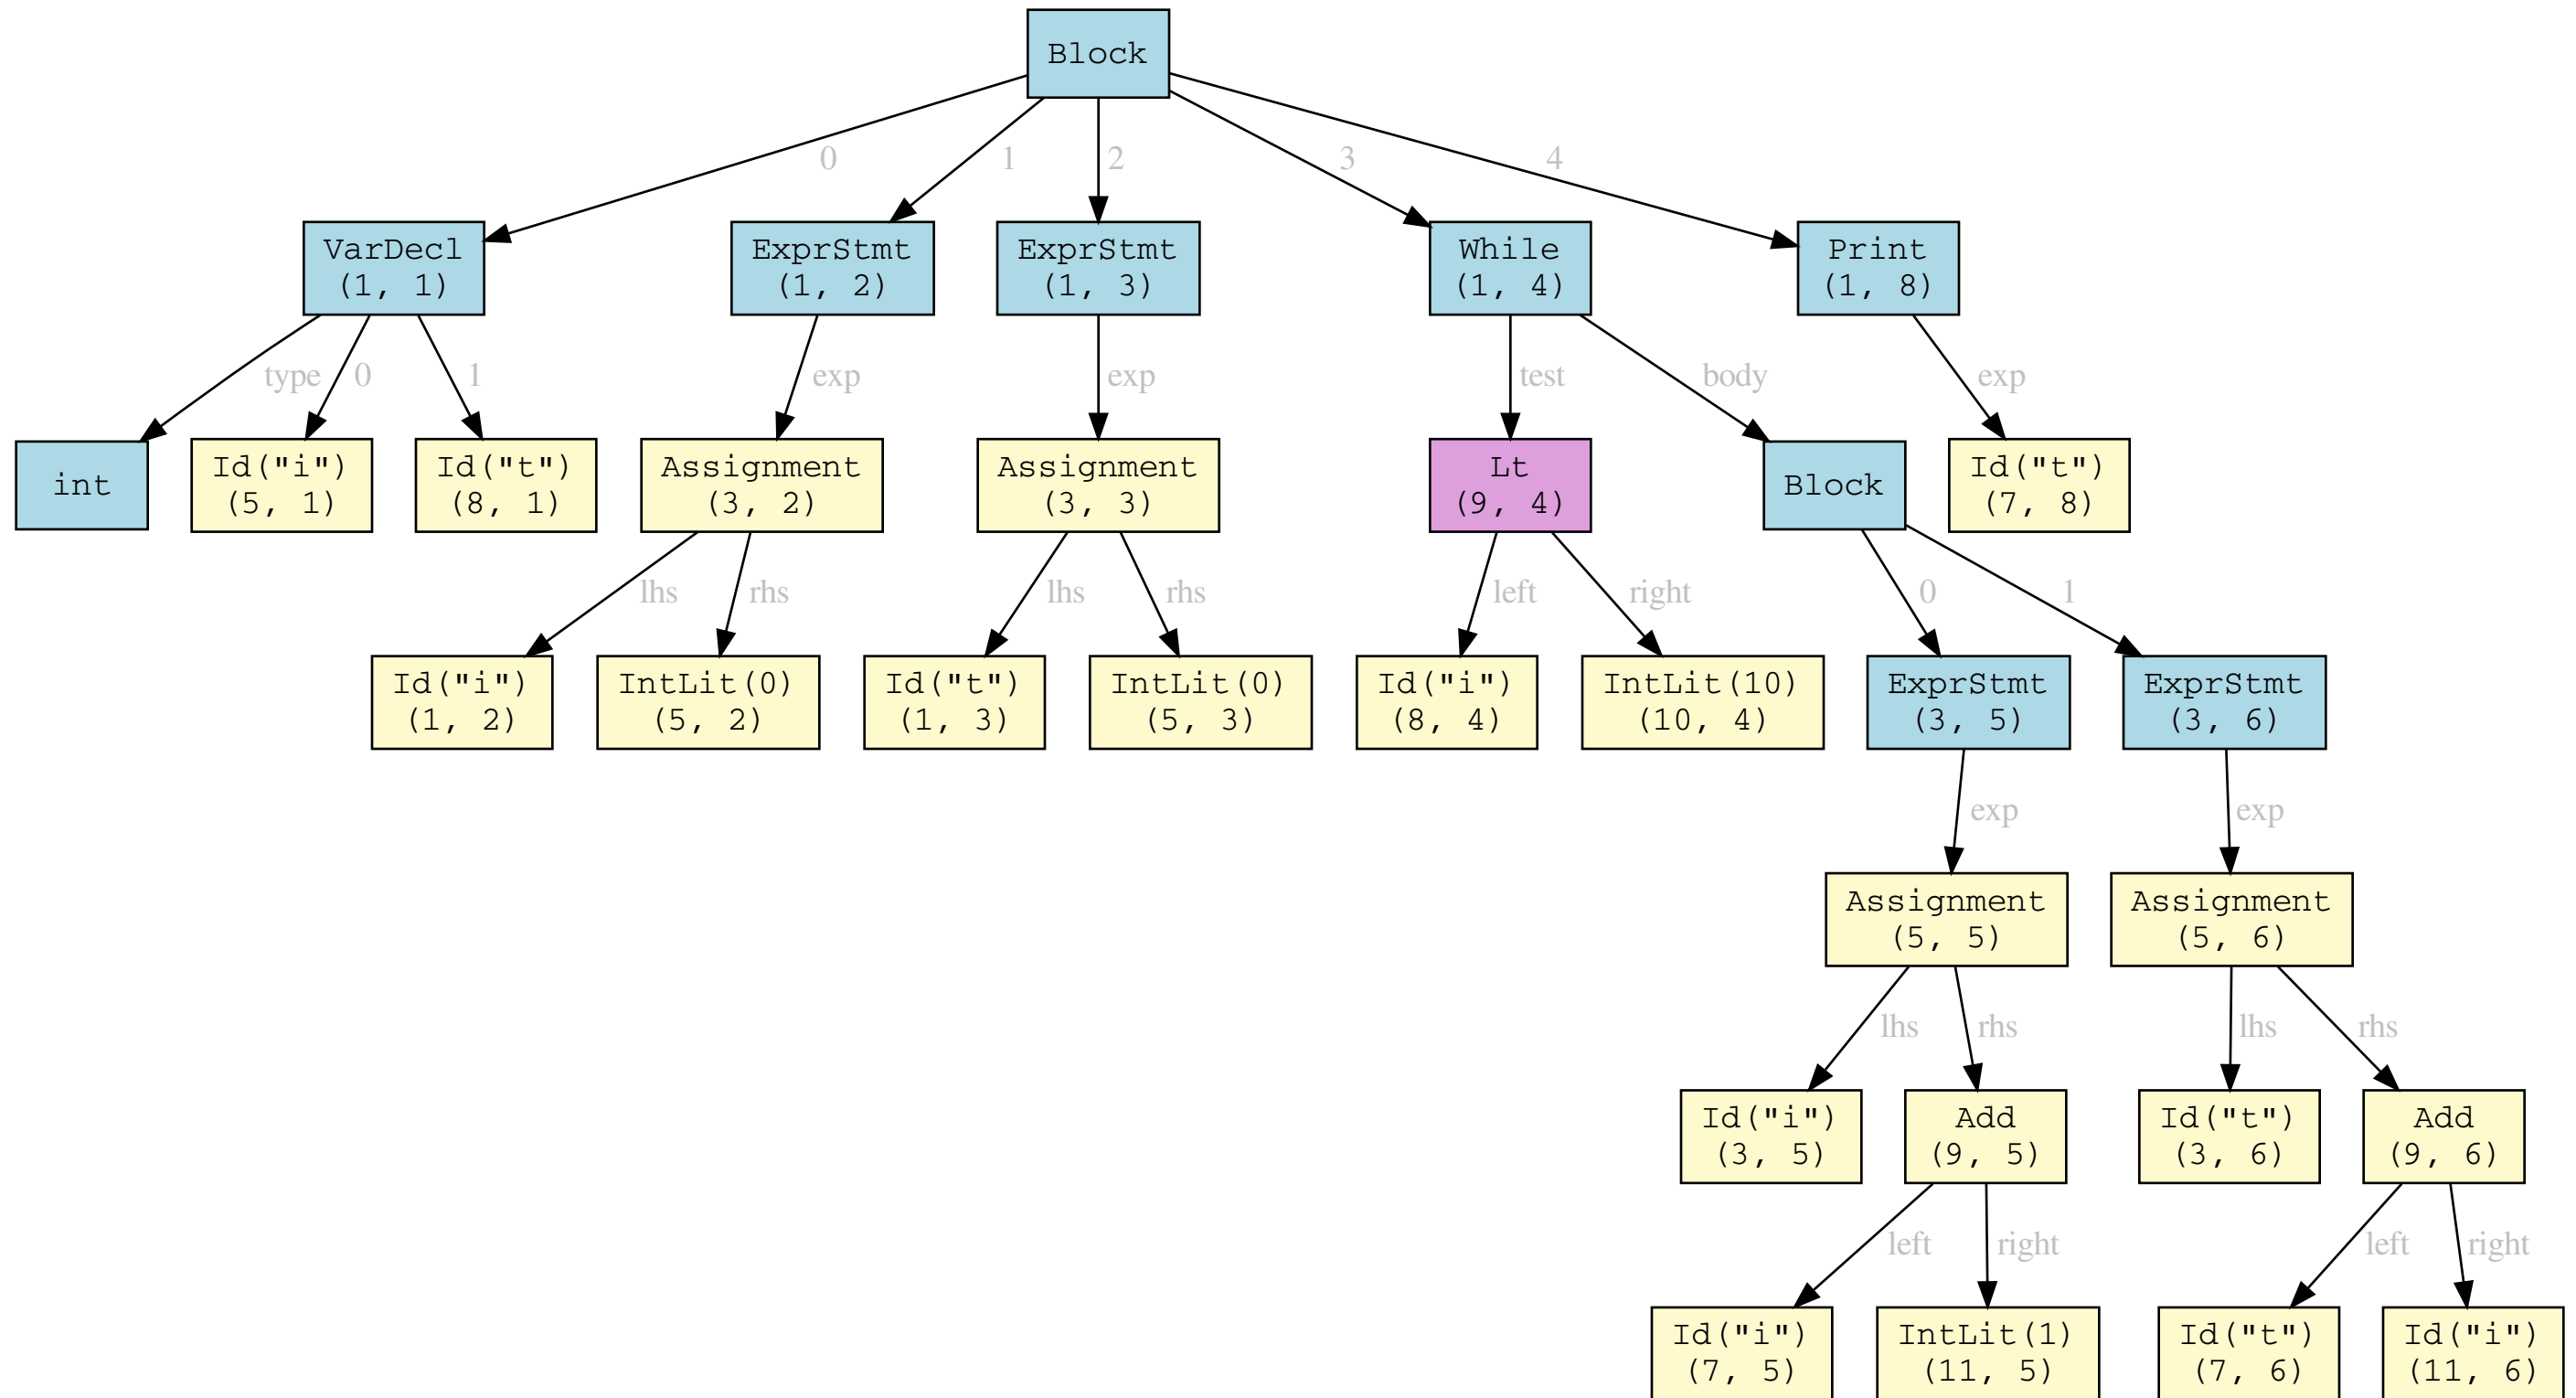 Block
0
1
2
3
4
VarDecl
(1, 1)
ExprStmt
(1, 2)
ExprStmt
(1, 3)
While
(1, 4)
Print
(1, 8)
type
0
1
exp
exp
test
body
exp
int
Id("i")
(5, 1)
Id("t")
(8, 1)
Assignment
(3, 2)
Assignment
(3, 3)
Lt
(9, 4)
Block
Id("t")
(7, 8)
lhs
rhs
lhs
rhs
left
right
0
1
Id("i")
(1, 2)
IntLit(0)
(5, 2)
Id("t")
(1, 3)
IntLit(0)
(5, 3)
Id("i")
(8, 4)
IntLit(10)
(10, 4)
ExprStmt
(3, 5)
ExprStmt
(3, 6)
exp
exp
Assignment
(5, 5)
Assignment
(5, 6)
lhs
rhs
lhs
rhs
Id("i")
(3, 5)
Add
(9, 5)
Id("t")
(3, 6)
Add
(9, 6)
left
right
left
right
Id("i")
(7, 5)
IntLit(1)
(11, 5)
Id("t")
(7, 6)
Id("i")
(11, 6)